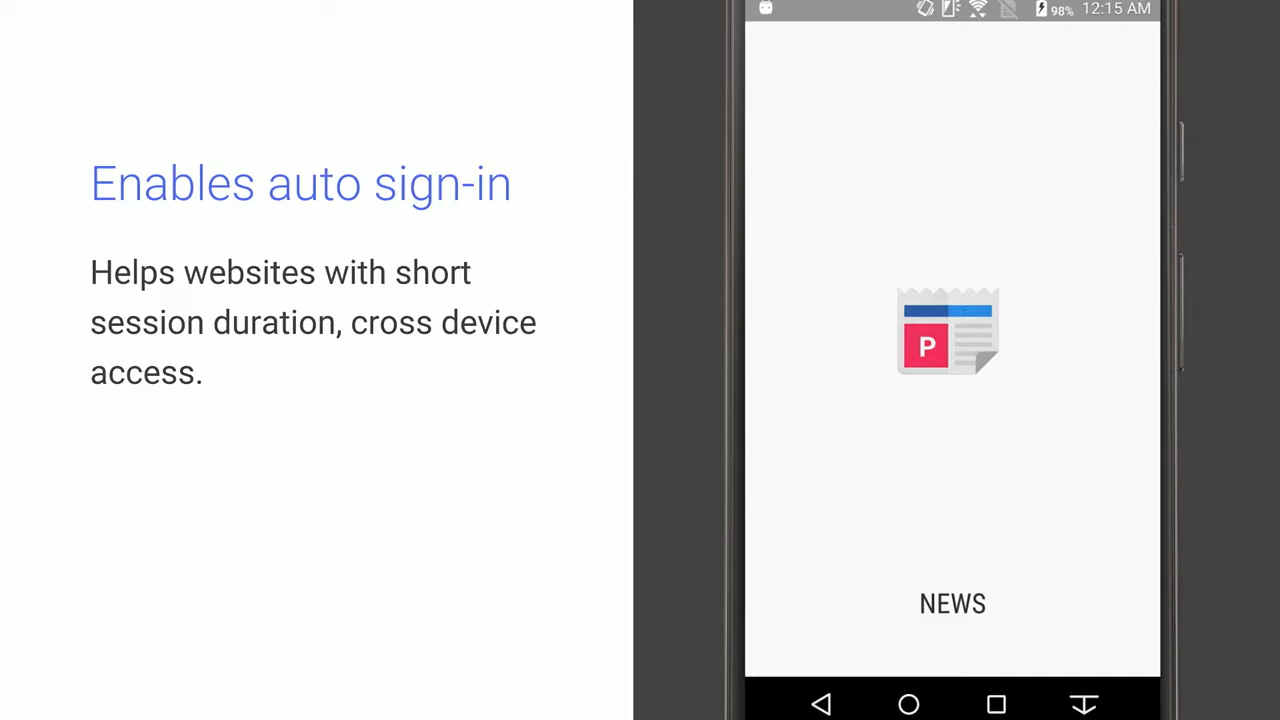 Enables auto sign-in
Helps websites with short
session duration, cross device
access.
98% 12:15 AM
P
NEWS